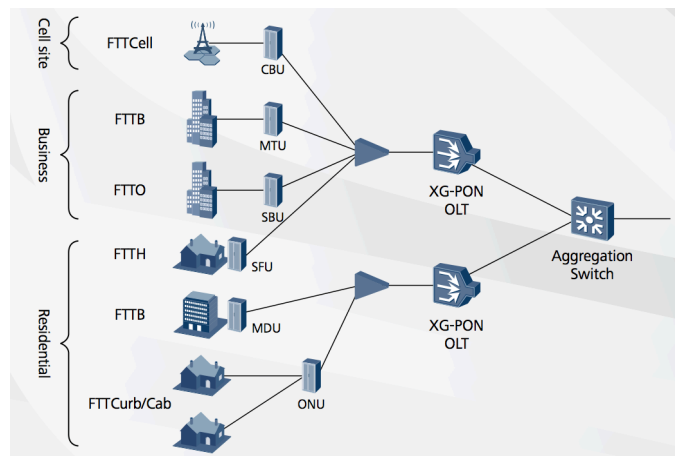 Cell site
FTTCell
CBU
Business
FTTB
MTU
FTTO
SBU
XG-PON
OLT
Aggregation
Switch
Residential
FTTH
SFU
FTTB
MDU
XG-PON
OLT
FTTCurb/Cab
ONU